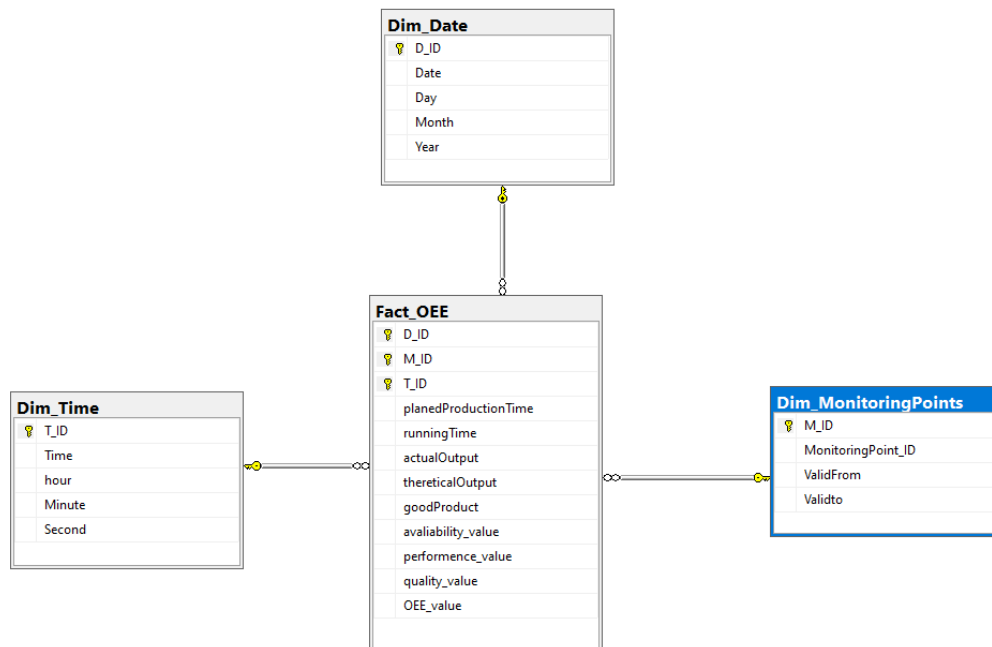 Dim_Date
D_ID
Date
Day
Month
Year
Fact_OEE
D_ID
M_ID
T_ID
planedProductionTime
runningTime
actualOutput
thereticalOutput
goodProduct
avaliability_value
performence_value
quality_value
OEE_value
Dim_Time
T_ID
Time
hour
Minute
Second
Dim_MonitoringPoints
M_ID
MonitoringPoint_ID
ValidFrom
Validto